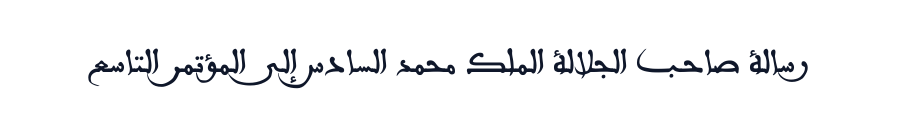 رسالة صاحب الجلالة الملك محمد السادس إلى المؤتمر التاسع